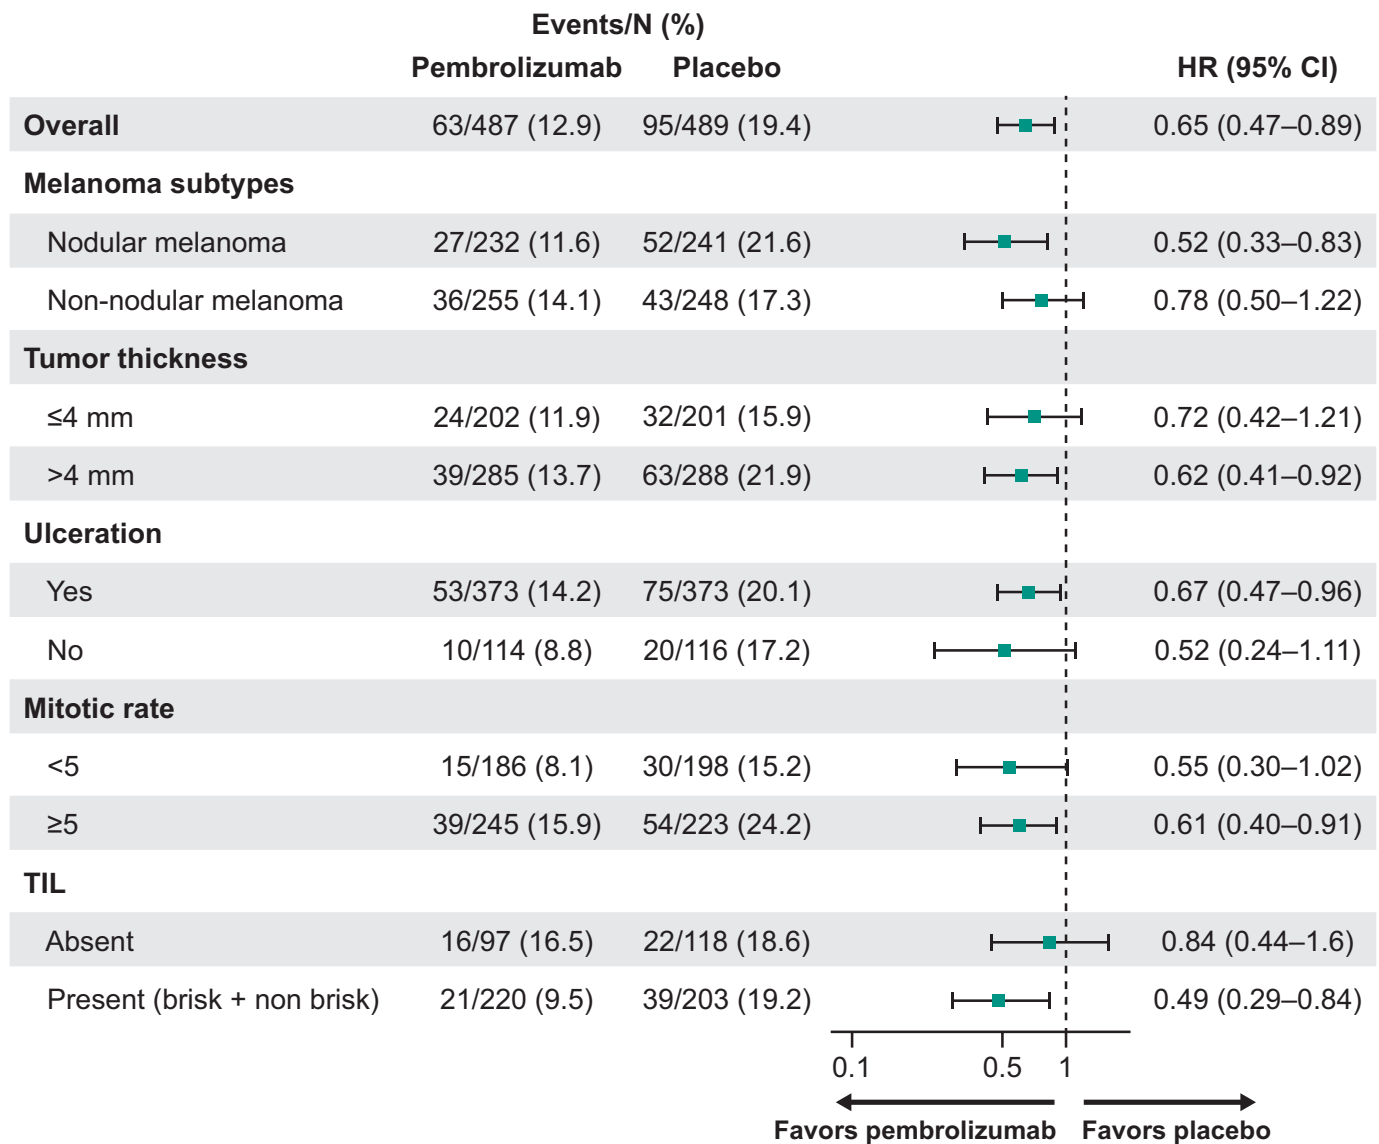 Events/N (%)
Pembrolizumab Placebo HR (95% CI)
Overall 63/487 (12.9) 95/489 (19.4) 0.65 (0.47–0.89)
Melanoma subtypes
Nodular melanoma 27/232 (11.6) 52/241 (21.6) 0.52 (0.33–0.83)
Non-nodular melanoma 36/255 (14.1) 43/248 (17.3) 0.78 (0.50–1.22)
Tumor thickness
≤4 mm 24/202 (11.9) 32/201 (15.9) 0.72 (0.42–1.21)
>4 mm 39/285 (13.7) 63/288 (21.9) 0.62 (0.41–0.92)
Ulceration
Yes 53/373 (14.2) 75/373 (20.1) 0.67 (0.47–0.96)
No 10/114 (8.8) 20/116 (17.2) 0.52 (0.24–1.11)
Mitotic rate
<5 15/186 (8.1) 30/198 (15.2) 0.55 (0.30–1.02)
≥5 39/245 (15.9) 54/223 (24.2) 0.61 (0.40–0.91)
TIL
Absent 16/97 (16.5) 22/118 (18.6) 0.84 (0.44–1.6)
Present (brisk + non brisk) 21/220 (9.5) 39/203 (19.2) 0.49 (0.29–0.84)
0.1 0.5 1
Favors pembrolizumab Favors placebo